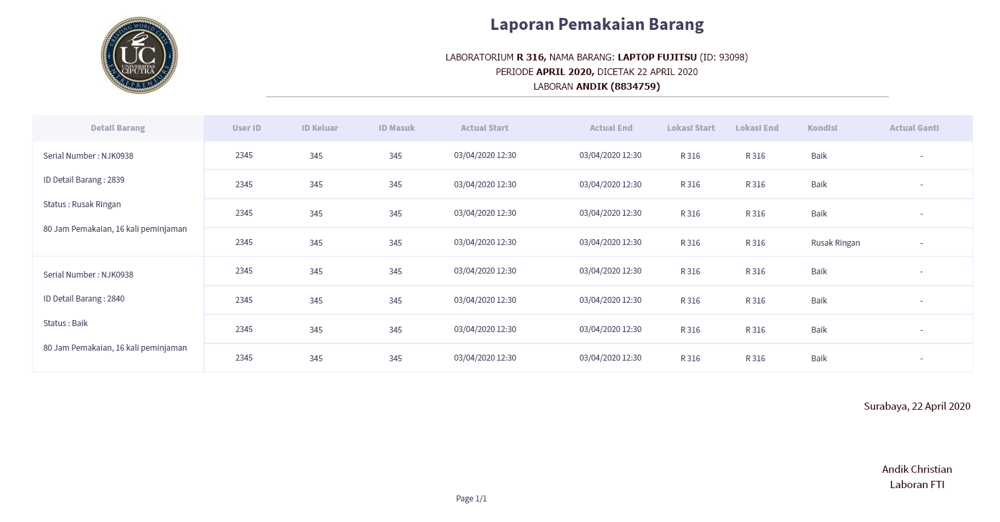 CREATING WORLD CLASS
UC
UNIVERSITAS
CIPUTRA
ENTREPRENEURS
Laporan Pemakaian Barang
LABORATORIUM R 316, NAMA BARANG: LAPTOP FUJITSU (ID: 93098)
PERIODE APRIL 2020, DICETAK 22 APRIL 2020
LABORAN ANDIK (8834759)
Detail Barang User ID ID Keluar ID Masuk Actual Start Actual End Lokasi Start Lokasi End Kondisi Actual Ganti
Serial Number : NJK0938 2345 345 345 03/04/2020 12:30 03/04/2020 12:30 R 316 R 316 Baik -
ID Detail Barang : 2839 2345 345 345 03/04/2020 12:30 03/04/2020 12:30 R 316 R 316 Baik -
Status : Rusak Ringan 2345 345 345 03/04/2020 12:30 03/04/2020 12:30 R 316 R 316 Baik -
80 Jam Pemakaian, 16 kali peminjaman 2345 345 345 03/04/2020 12:30 03/04/2020 12:30 R 316 R 316 Rusak Ringan -
Serial Number : NJK0938 2345 345 345 03/04/2020 12:30 03/04/2020 12:30 R 316 R 316 Baik -
ID Detail Barang : 2840 2345 345 345 03/04/2020 12:30 03/04/2020 12:30 R 316 R 316 Baik -
Status : Baik 2345 345 345 03/04/2020 12:30 03/04/2020 12:30 R 316 R 316 Baik -
80 Jam Pemakaian, 16 kali peminjaman 2345 345 345 03/04/2020 12:30 03/04/2020 12:30 R 316 R 316 Baik -
Surabaya, 22 April 2020
Andik Christian
Laboran FTI
Page 1/1